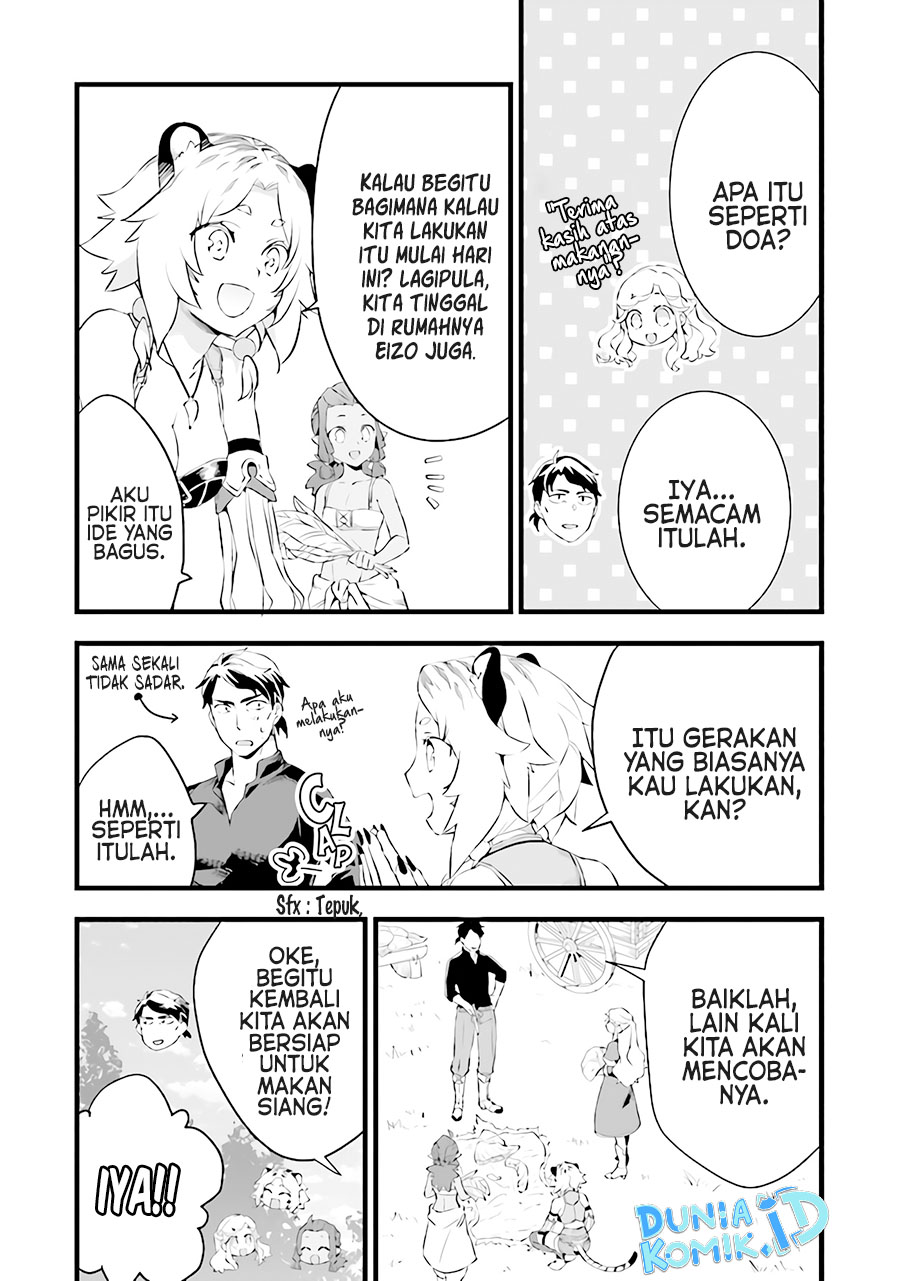 APA ITU
SEPERTI
DOA?
"Terima
kasih atas
makanan-
nya"?
IYA...
SEMACAM
ITULAH.
KALAU BEGITU
BAGIMANA KALAU
KITA LAKUKAN
ITU MULAI HARI
INI? LAGIPULA,
KITA TINGGAL
DI RUMAHNYA
EIZO JUGA.
AKU
PIKIR ITU
IDE YANG
BAGUS.
ITU GERAKAN
YANG BIASANYA
KAU LAKUKAN,
KAN?
Apa aku
melakukan-
nya?
SAMA SEKALI
TIDAK SADAR.
HMM,...
SEPERTI
ITULAH.
CLAP
Sfx : Tepuk,
BAIKLAH,
LAIN KALI
KITA AKAN
MENCOBA-
NYA.
OKE,
BEGITU
KEMBALI
KITA AKAN
BERSIAP
UNTUK
MAKAN
SIANG!
IYA!!
DUNIA
KOMIK.ID